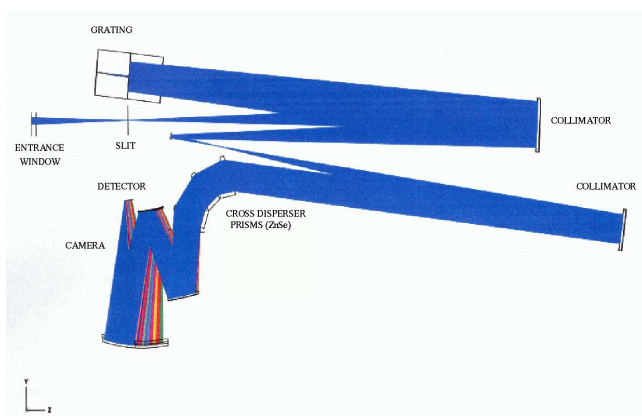 GRATING
COLLIMATOR
ENTRANCE
WINDOW
SLIT
DETECTOR
COLLIMATOR
CROSS DISPERSER
PRISMS (ZnSe)
CAMERA
Y
Z